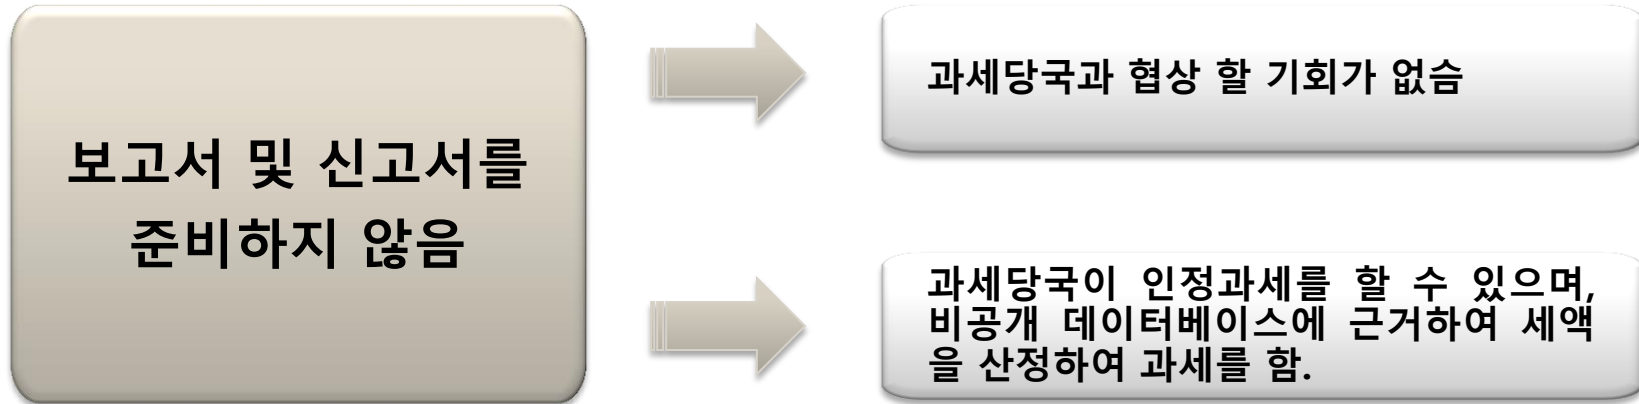 보고서 및 신고서를
준비하지 않음
과세당국과 협상 할 기회가 없슴
과세당국이 인정과세를 할 수 있으며,
비공개 데이터베이스에 근거하여 세액
을 산정하여 과세를 함.